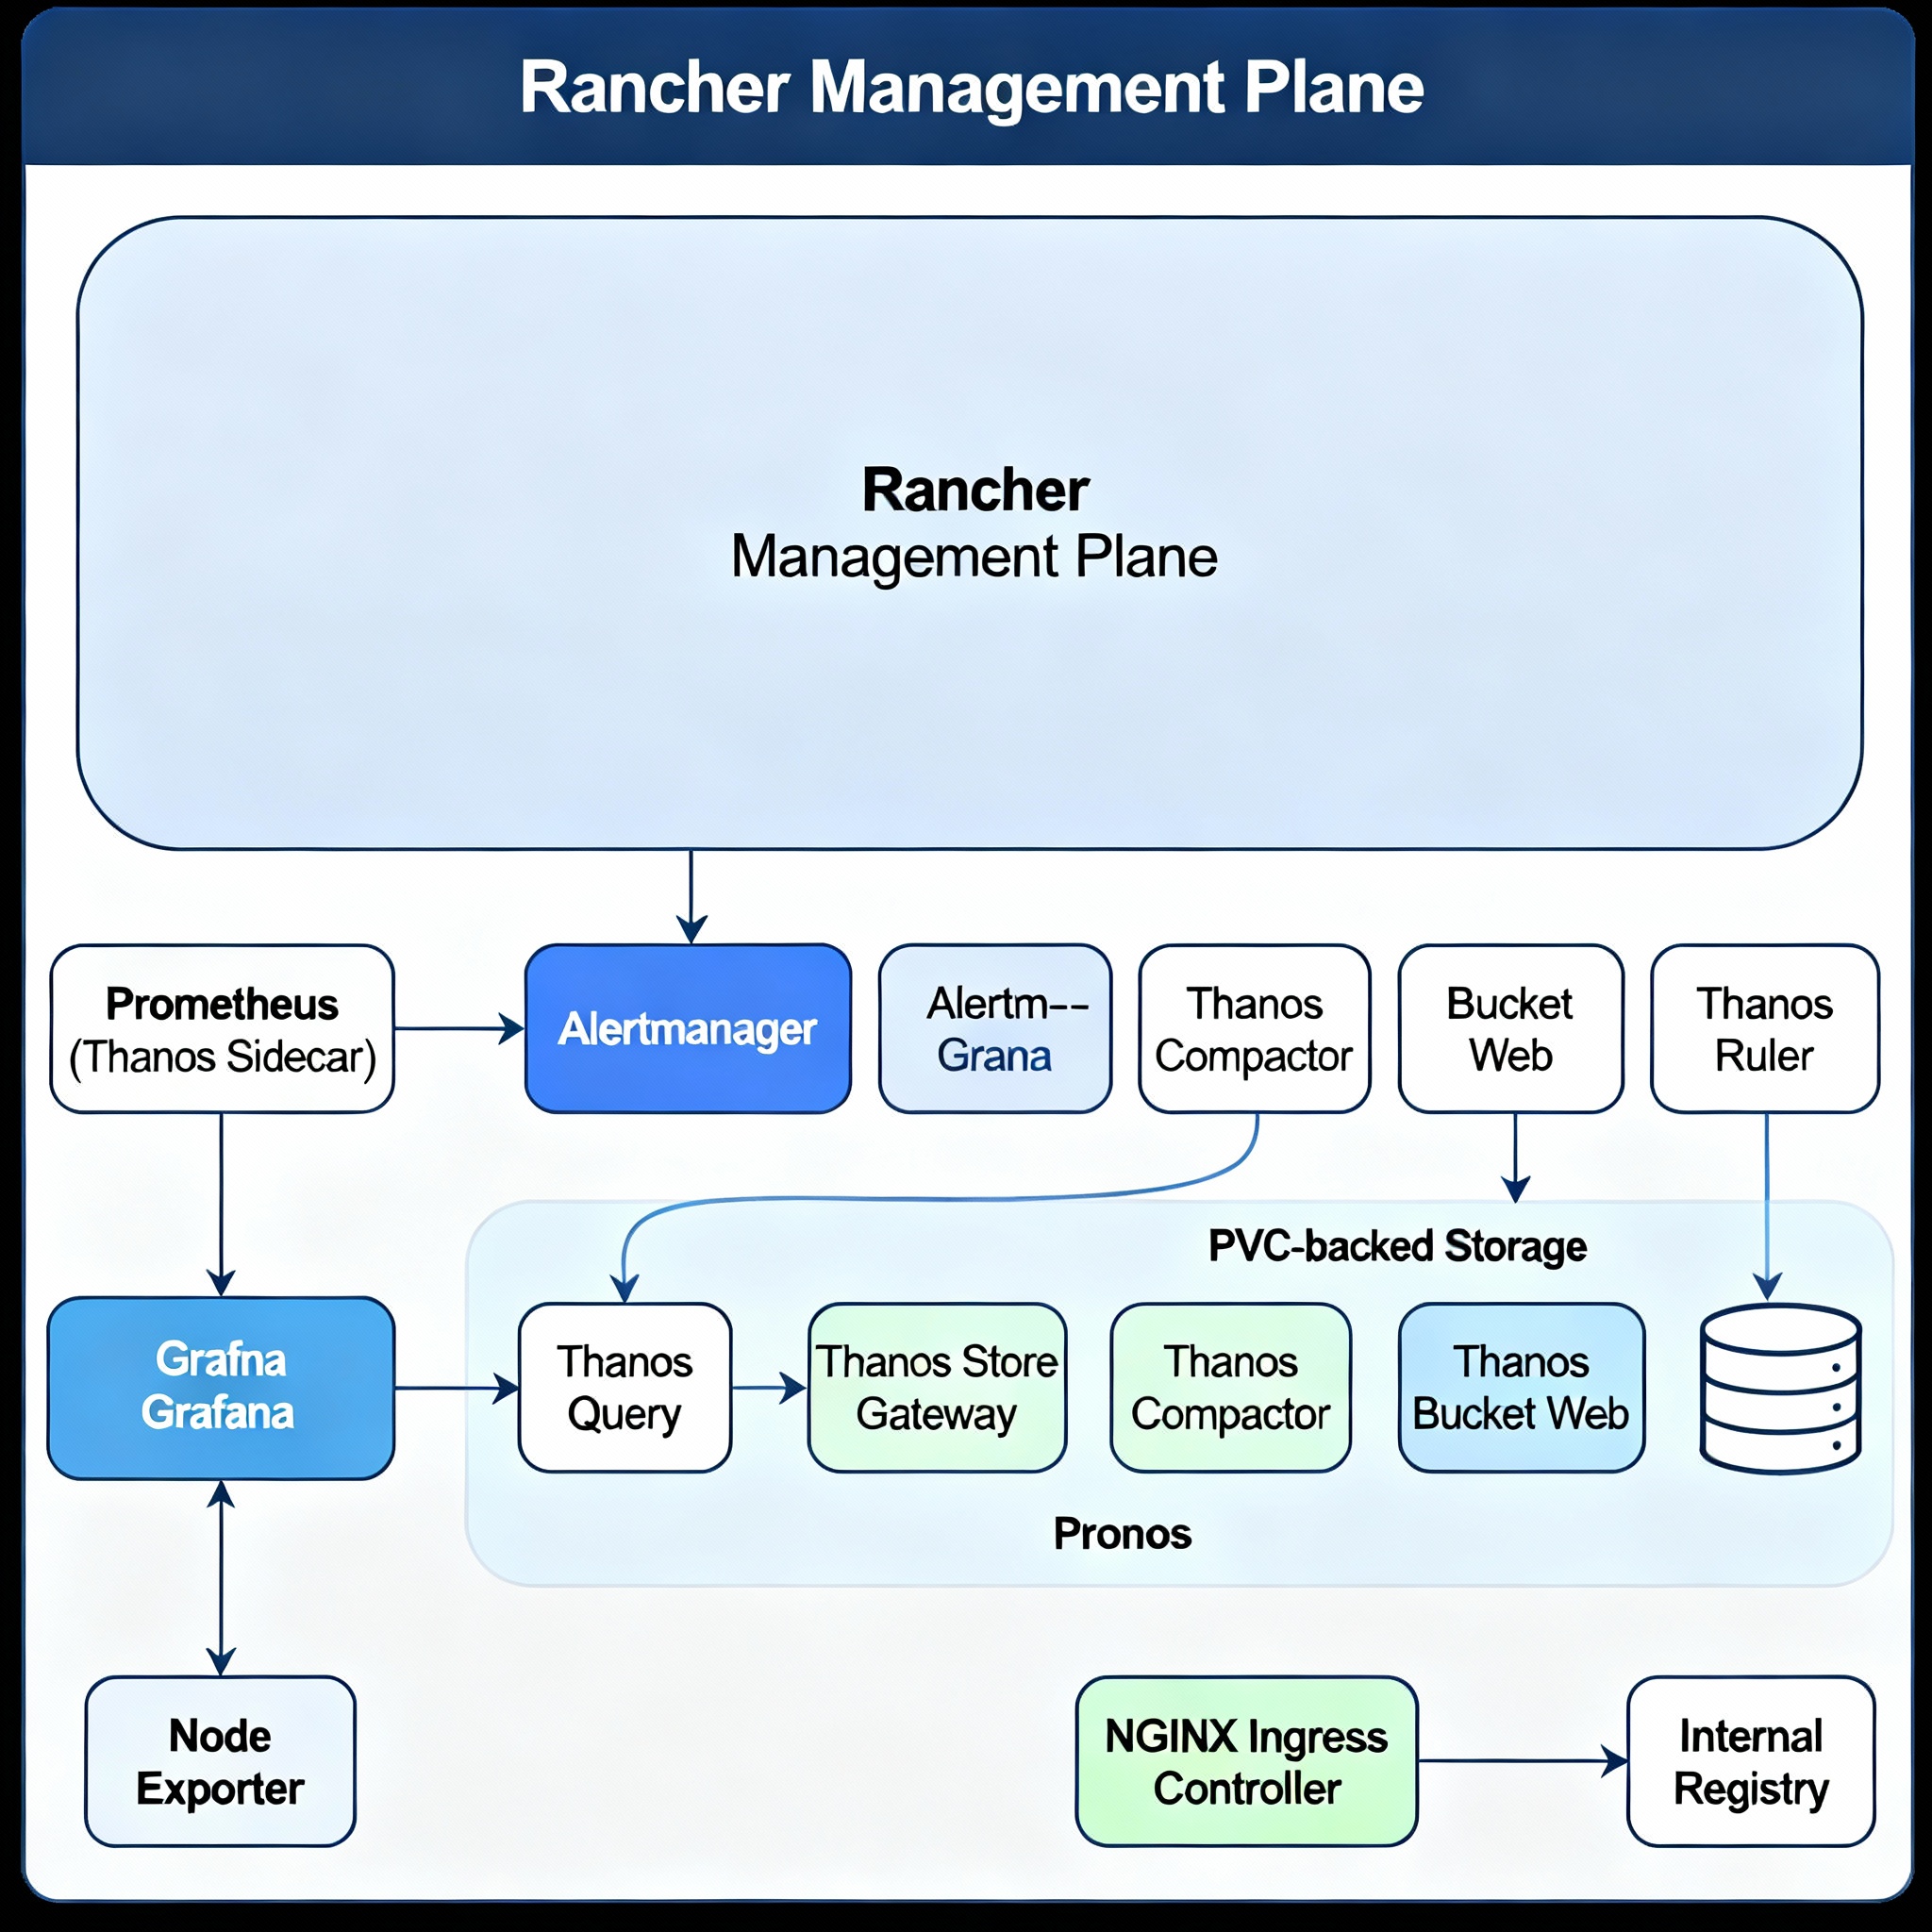 Rancher Management Plane
Rancher
Management Plane
Prometheus
(Thanos Sidecar)
Alertmanager
Alertm--
Grana
Thanos
Compactor
Bucket
Web
Thanos
Ruler
PVC-backed Storage
Grafna
Grafana
Thanos
Query
Thanos Store
Gateway
Thanos
Compactor
Thanos
Bucket Web
Pronos
Node
Exporter
NGINX Ingress
Controller
Internal
Registry